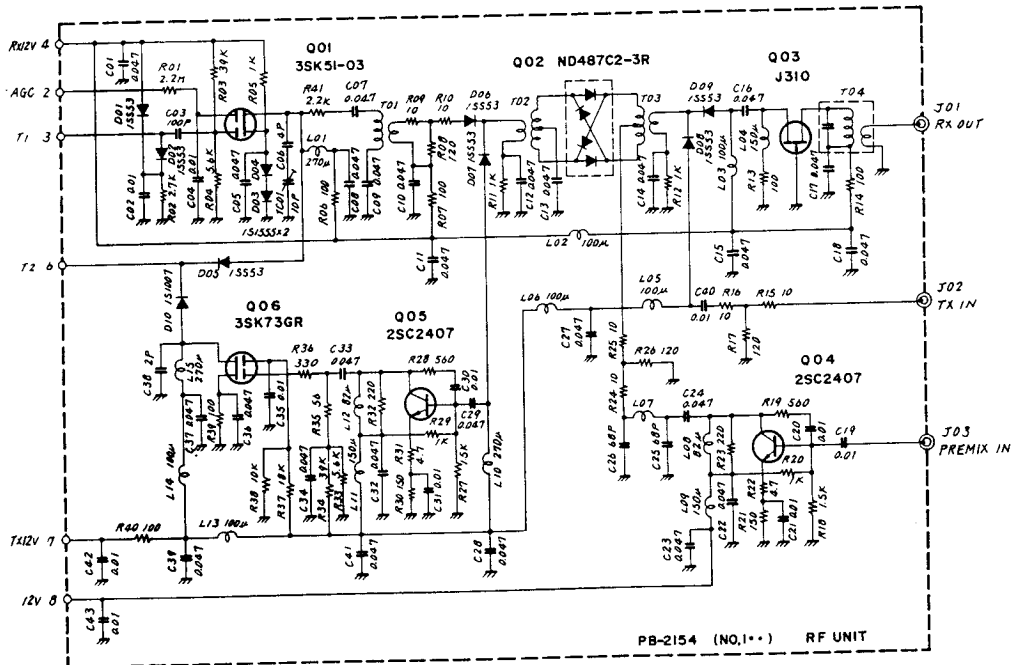 Q01
3SK51-03
Q02 ND487C2-3R
Q03
J310
RX12V 4
AGC 2
T1 3
T2 6
TX12V 7
12V 8
C01
0.047
R01
2.2M
R03 39K
R05 1K
D01
1SS53
C03
100P
D02
1SS53
C02 0.01
R02 2.7K
C04 0.01
R04 5.6K
C05 0.047
D03 D04
1S1555×2
C06 4P
TC01
10P
R41
2.2K
C07
0.047
L01
270μ
R06 100
C08 0.047
C09 0.047
T01
R09
10
R10
10
R08
120
C10 0.047
R07 100
C11
0.047
D06
1SS53
D07 1SS53
T02
R11 1K
C12 0.047
C13 0.047
T03
C14 0.047
R12 1K
D09
1SS53
D08
1SS53
C16
0.047
L04
150μ
L03
100μ
R13
100
T04
C17 0.047
R14 100
J01
RX OUT
L02 100μ
C15
0.047
C18
0.047
D05 1SS53
D10 1S1007
Q06
3SK73GR
Q05
2SC2407
L06 100μ
L05
100μ
C40
0.01
R16
10
R15 10
J02
TX IN
R17
120
C27
0.047
R25 10
R26 120
R24 10
Q04
2SC2407
C38 2P
L15
270μ
C37 0.047
R39 100
C36 0.047
C35 0.01
R36
330
C33
0.047
R35 56
L12 82μ
R32 220
R28 560
C30
0.01
C29
0.047
R29
1K
R31
4.7
R30 150
C31 0.01
R27 1.5K
L10 270μ
L14 100μ
R38 10K
R37 18K
C34 0.047
R34 39K
R33 5.6K
L11 150μ
C32 0.047
L07
C24
0.047
C26 68P
C25 68P
L08 82μ
R23 220
R19 560
C20
0.01
C19
0.01
J03
PREMIX IN
R20
1K
R22
4.7
L09 150μ
C22 0.047
R21 150
C21 0.01
R18 1.5K
C23
0.047
R40 100
L13 100μ
C42
0.01
C39
0.047
C41
0.047
C28
0.047
C43
0.01
PB-2154 (NO,1··) RF UNIT